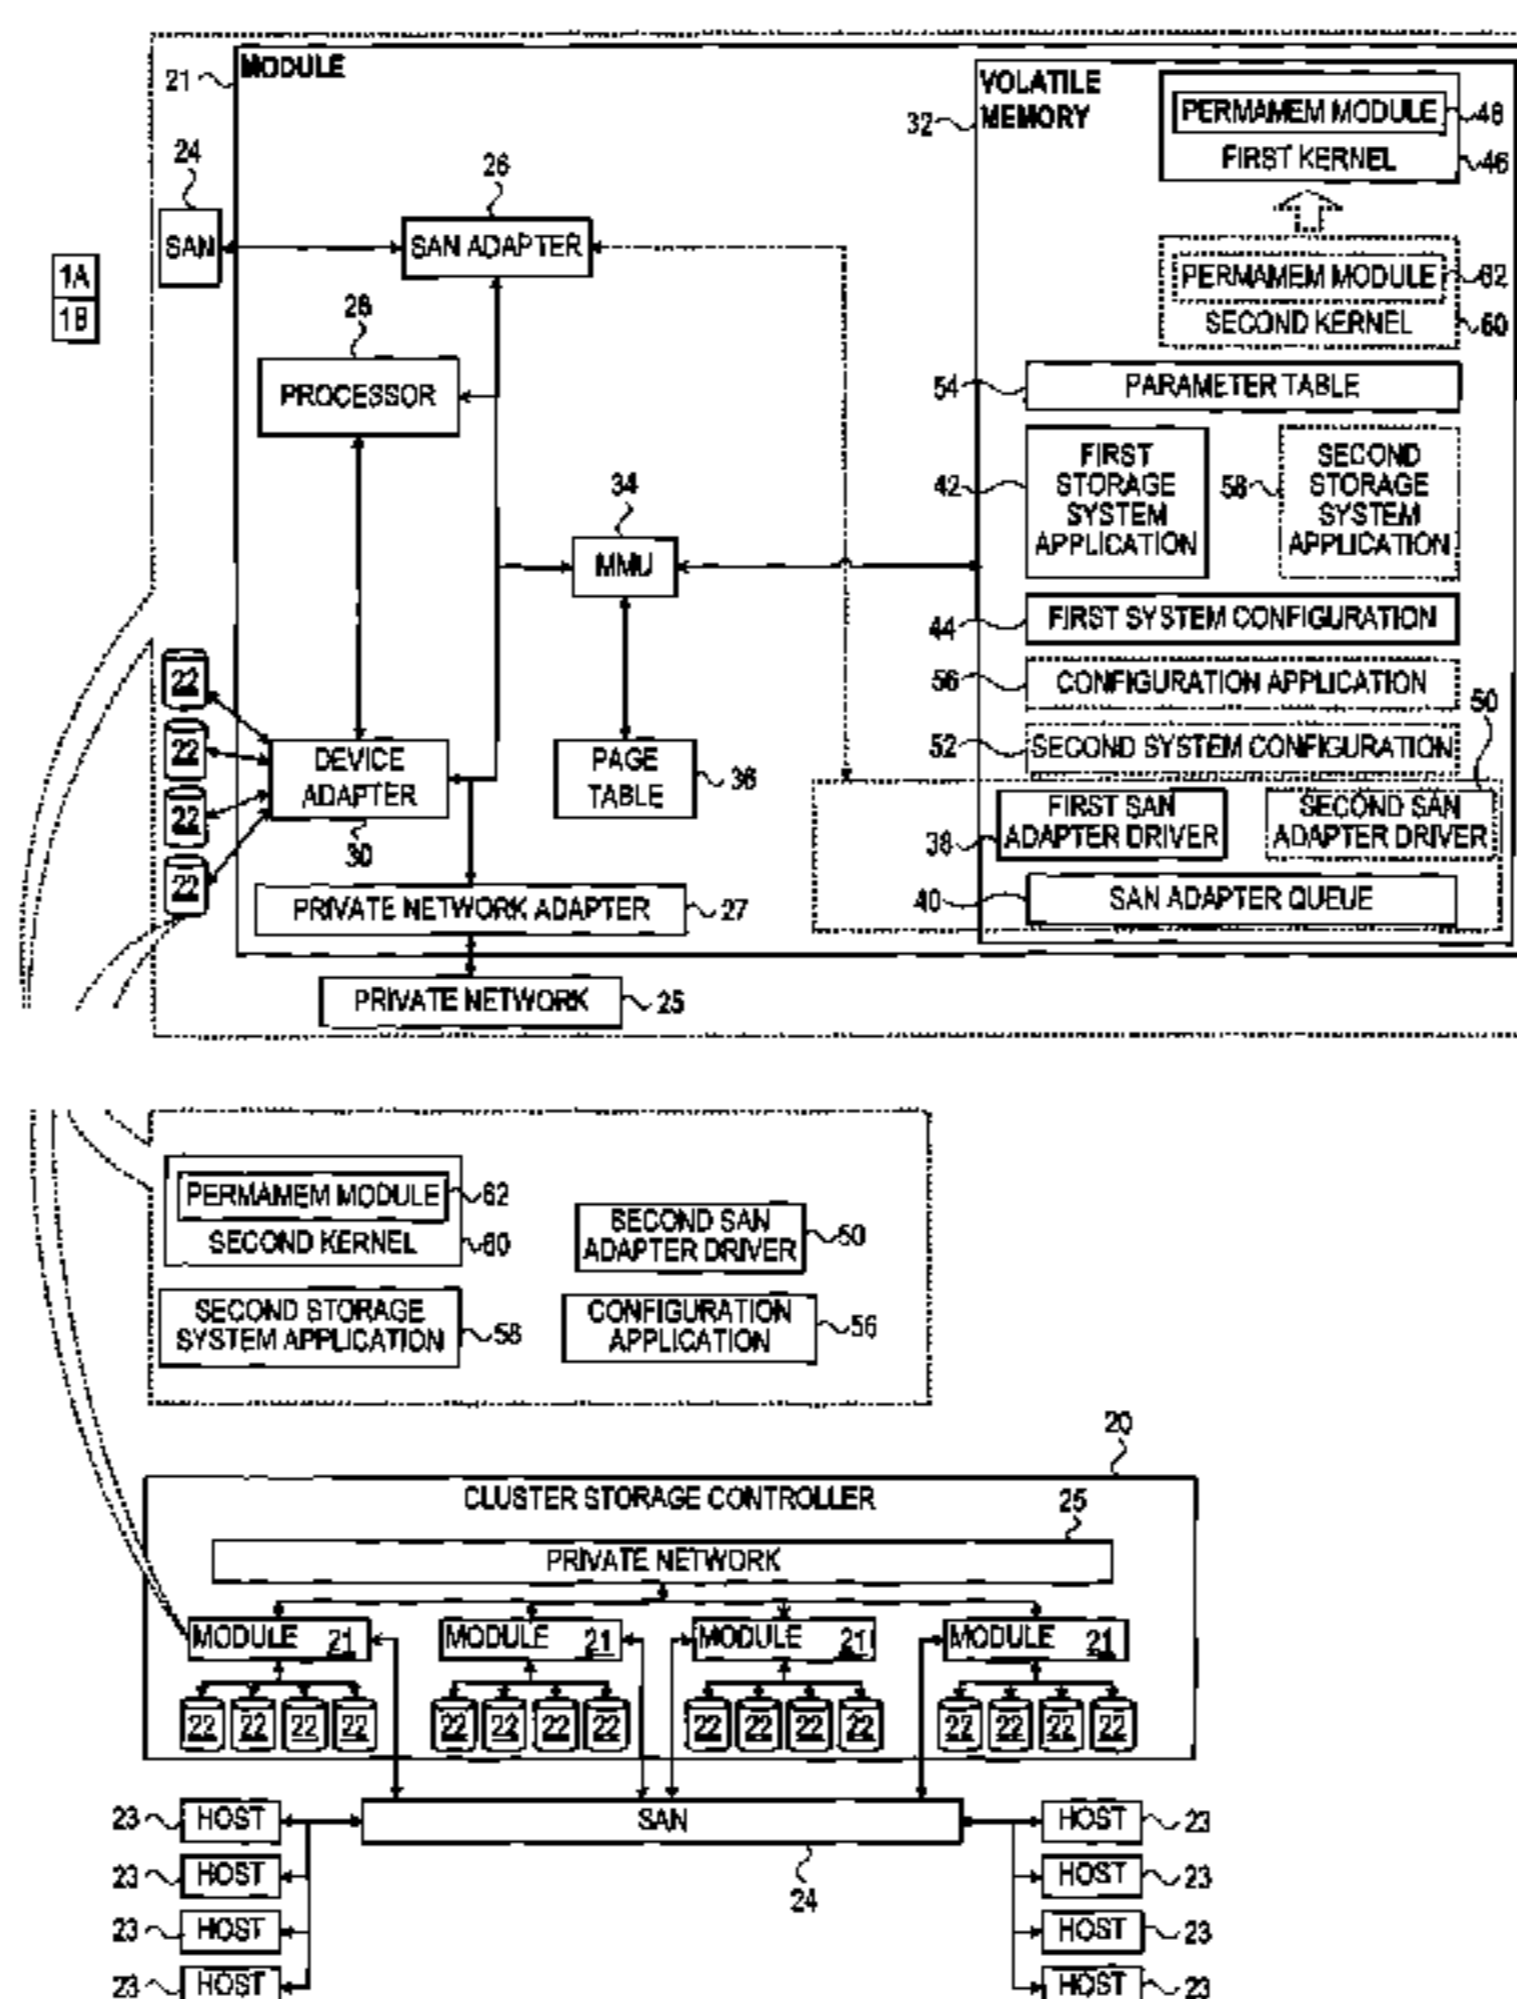 21
MODULE
VOLATILE
MEMORY
32
PERMAMEM MODULE
48
FIRST KERNEL
46
24
26
SAN
SAN ADAPTER
1A
1B
PERMAMEM MODULE
62
SECOND KERNEL
60
28
PROCESSOR
54
PARAMETER TABLE
34
MMU
42
FIRST
STORAGE
SYSTEM
APPLICATION
58
SECOND
STORAGE
SYSTEM
APPLICATION
44
FIRST SYSTEM CONFIGURATION
56
CONFIGURATION APPLICATION
50
52
SECOND SYSTEM CONFIGURATION
22
22
22
22
DEVICE
ADAPTER
30
PAGE
TABLE
36
38
FIRST SAN
ADAPTER DRIVER
SECOND SAN
ADAPTER DRIVER
40
SAN ADAPTER QUEUE
PRIVATE NETWORK ADAPTER
27
PRIVATE NETWORK
25
PERMAMEM MODULE
62
SECOND KERNEL
60
SECOND SAN
ADAPTER DRIVER
50
SECOND STORAGE
SYSTEM APPLICATION
58
CONFIGURATION
APPLICATION
56
20
CLUSTER STORAGE CONTROLLER
25
PRIVATE NETWORK
MODULE 21 MODULE 21 MODULE 21 MODULE 21
22 22 22 22 22 22 22 22 22 22 22 22 22 22 22 22
23 HOST SAN HOST 23
23 HOST 24 HOST 23
23 HOST HOST 23
23 HOST HOST 23